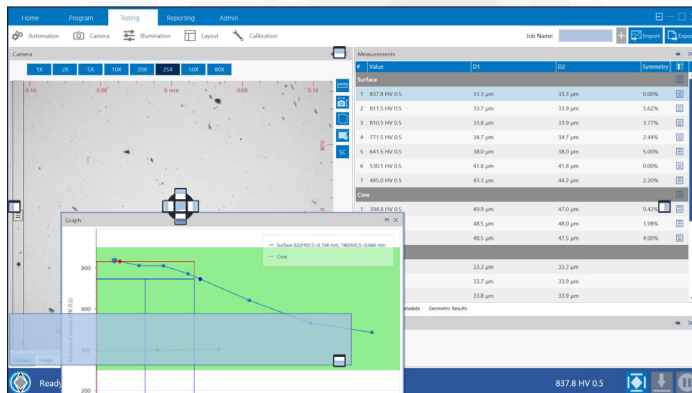 Home Program Testing Reporting Admin
Automation Camera Illumination Layout Calibration Job Name: Import Export
Camera
Measurements
1X 2X 5X 10X 20X 25X 50X 80X
# Value D1 D2 Symmetry
Surface
-0.16 -0.08 0 mm 0.08 0.16
1 837.8 HV 0.5 33.3 µm 33.3 µm 0.00%
2 811.5 HV 0.5 33.7 µm 33.9 µm 5.62%
3 810.5 HV 0.5 33.8 µm 33.9 µm 3.77%
4 771.5 HV 0.5 34.7 µm 34.7 µm 2.44%
5 641.5 HV 0.5 38.0 µm 38.0 µm 5.00%
6 530.1 HV 0.5 41.8 µm 41.8 µm 0.00%
7 485.0 HV 0.5 43.3 µm 44.2 µm 2.20%
SC
Core
1 394.8 HV 0.5 49.9 µm 47.0 µm 9.42%
48.5 µm 48.0 µm 1.98%
48.5 µm 47.5 µm 4.00%
33.3 µm 33.3 µm
33.7 µm 33.9 µm
33.8 µm 33.9 µm
Graph
Surface 832HV0.5 / 0.194 mm; 746HV0.5 / 0.648 mm
Core
800
600
400
200
Geometric Results
Camera Image
Ready
837.8 HV 0.5